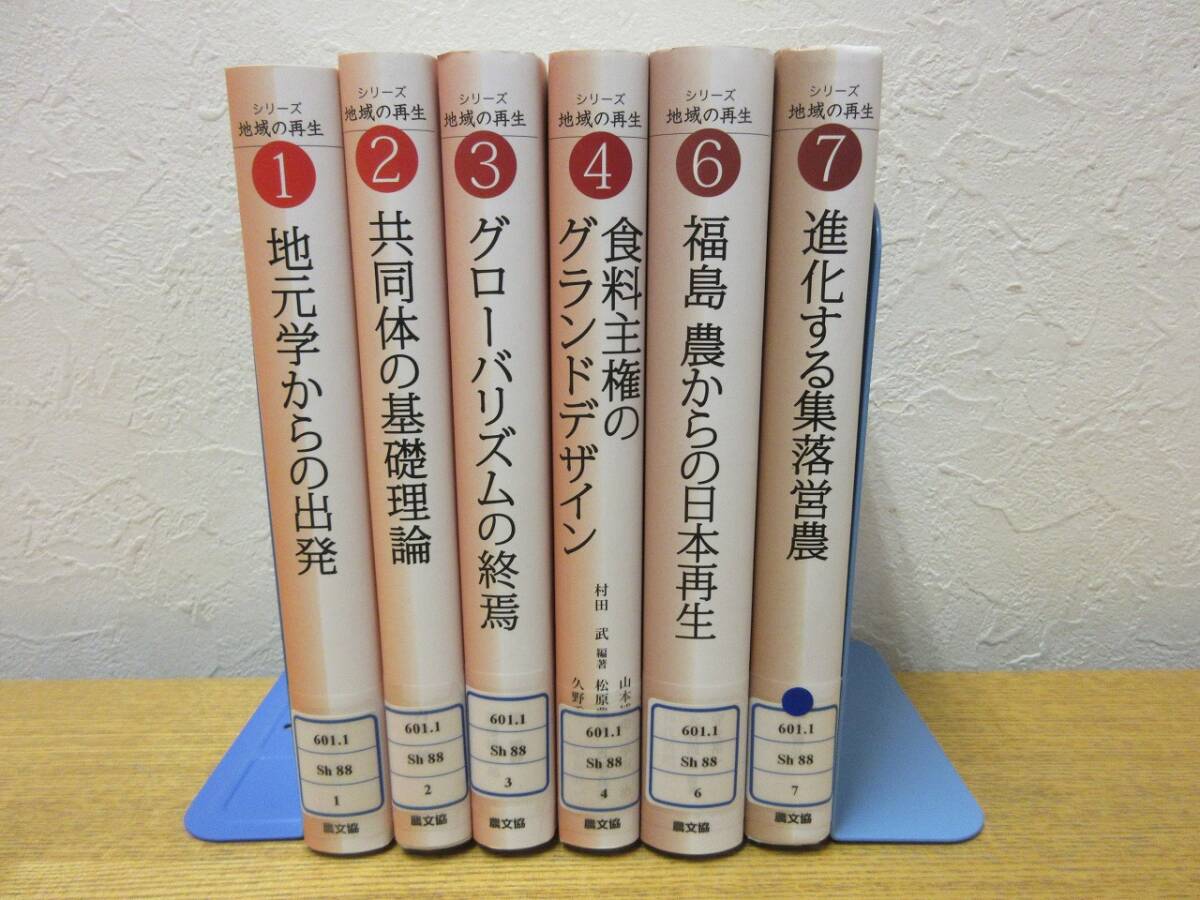 シリーズ
地域の再生
1
地元学からの出発
601.1
Sh 88
1
農文協
シリーズ
地域の再生
2
共同体の基礎理論
601.1
Sh 88
2
農文協
シリーズ
地域の再生
3
グローバリズムの終焉
601.1
Sh 88
3
農文協
シリーズ
地域の再生
4
食料主権の
グランドデザイン
村田 武 編著
山本
松原
久野
601.1
Sh 88
4
農文協
シリーズ
地域の再生
6
福島 農からの日本再生
601.1
Sh 88
6
農文協
シリーズ
地域の再生
7
進化する集落営農
601.1
Sh 88
7
農文協